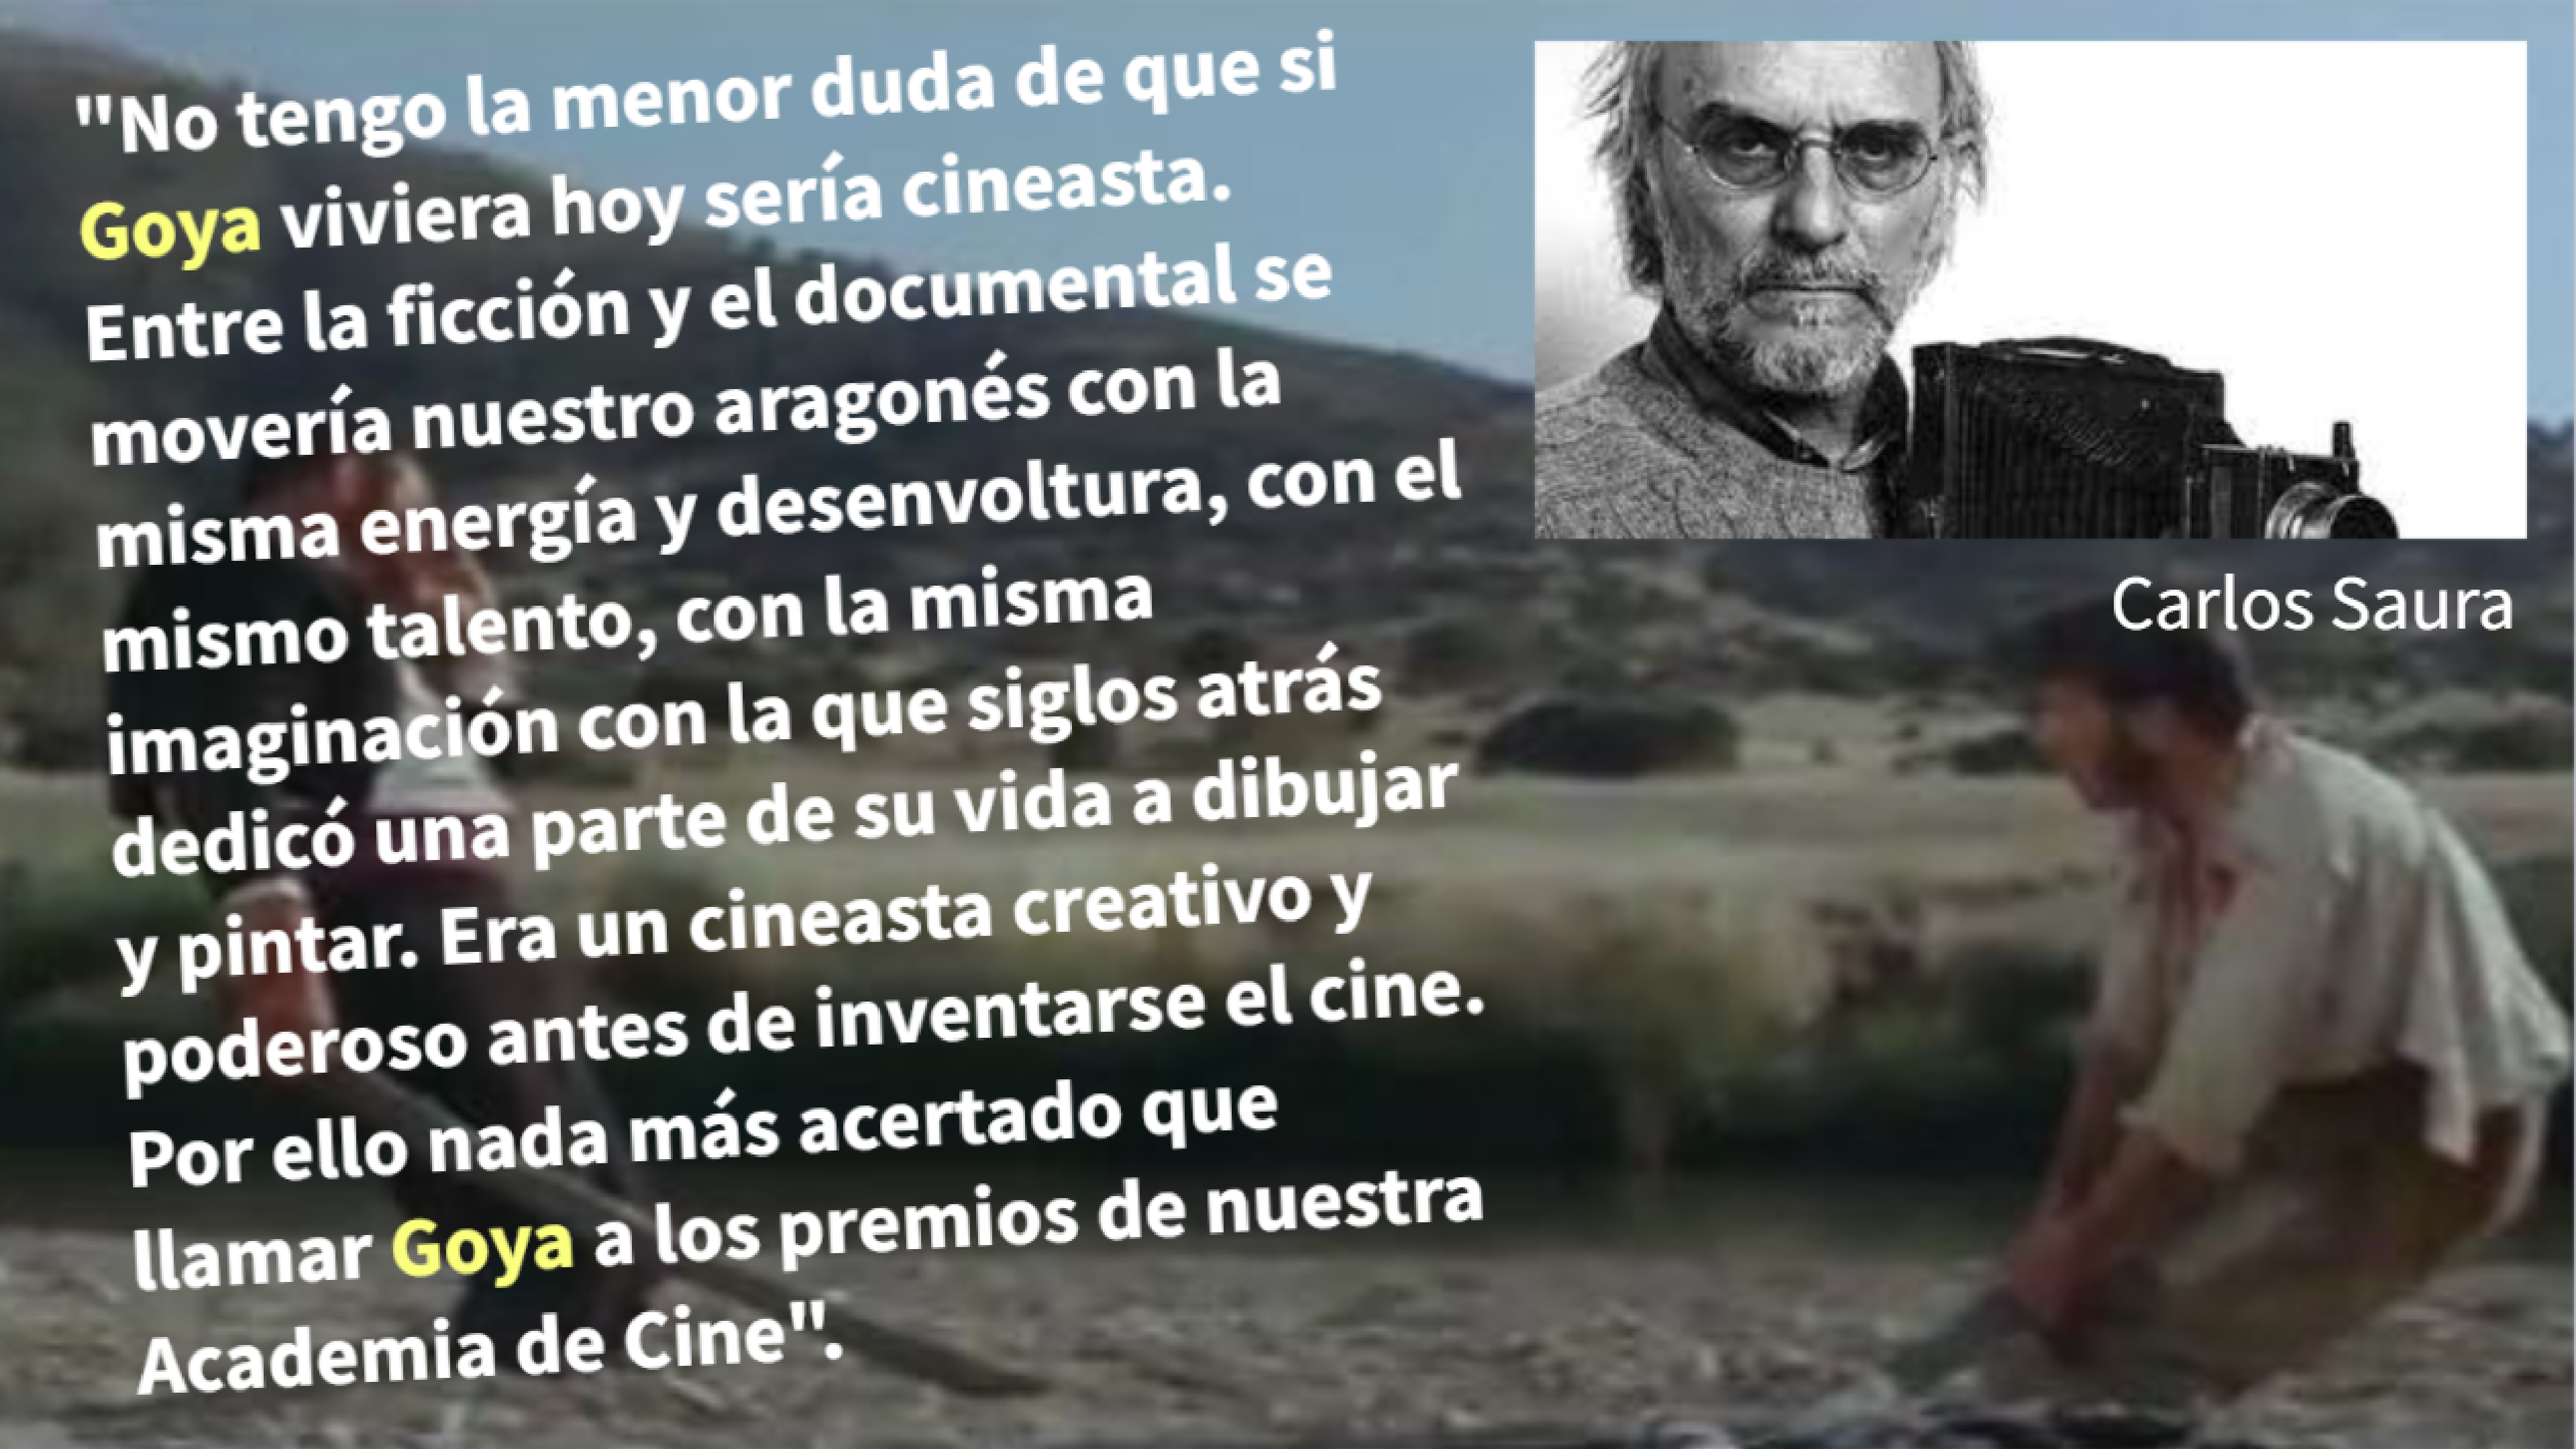 "No tengo la menor duda de que si
Goya viviera hoy sería cineasta.
Entre la ficción y el documental se
movería nuestro aragonés con la
misma energía y desenvoltura, con el
mismo talento, con la misma
imaginación con la que siglos atrás
dedicó una parte de su vida a dibujar
y pintar. Era un cineasta creativo y
poderoso antes de inventarse el cine.
Por ello nada más acertado que
llamar Goya a los premios de nuestra
Academia de Cine".
Carlos Saura